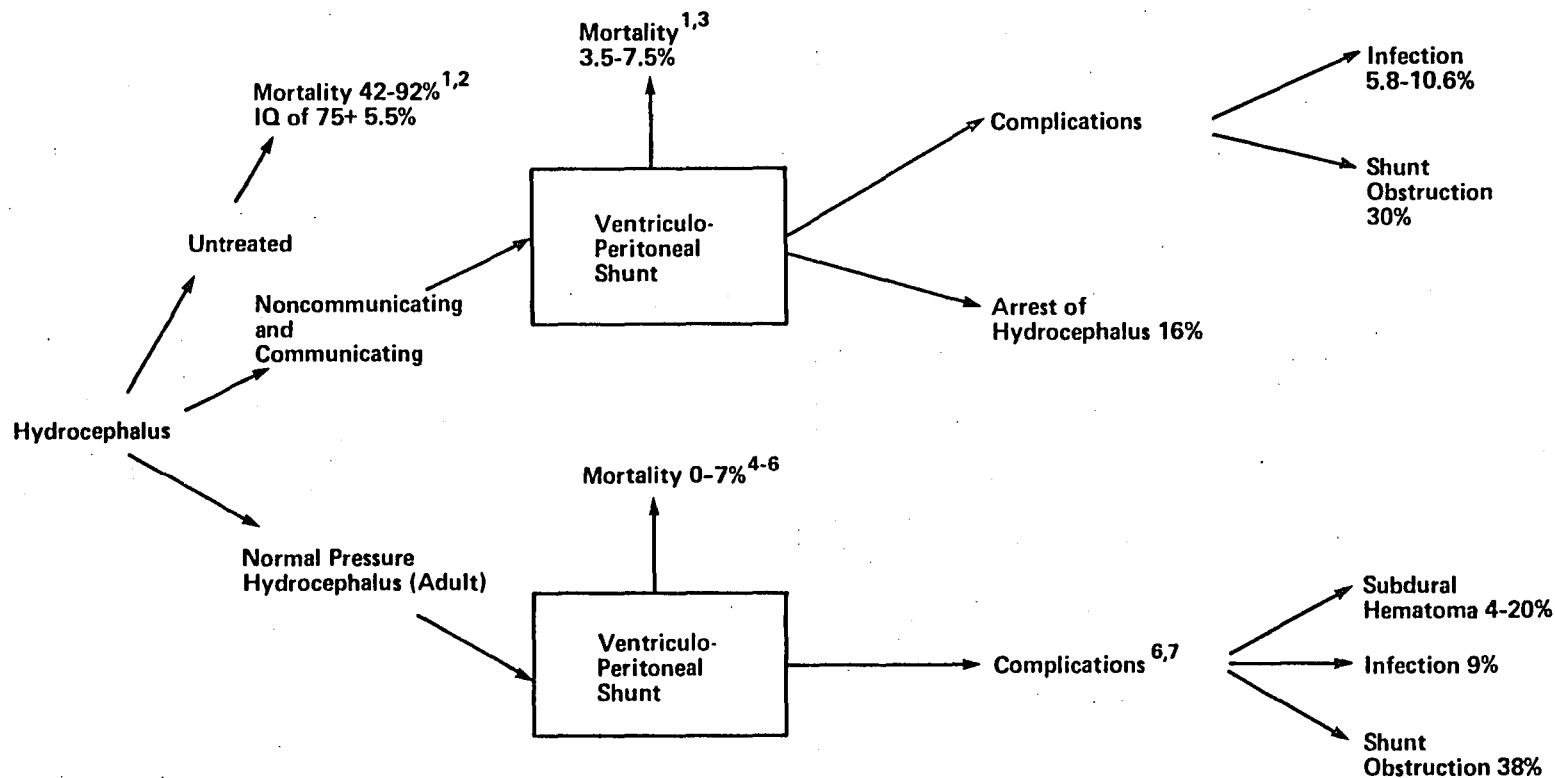 Mortality 1,3
3.5-7.5%
Mortality 42-92% 1,2
IQ of 75+ 5.5%
Infection
5.8-10.6%
Complications
Shunt
Obstruction
30%
Untreated
Ventriculo-
Peritoneal
Shunt
Noncommunicating
and
Communicating
Arrest of
Hydrocephalus 16%
Hydrocephalus
Mortality 0-7% 4-6
Normal Pressure
Hydrocephalus (Adult)
Ventriculo-
Peritoneal
Shunt
Complications 6,7
Subdural
Hematoma 4-20%
Infection 9%
Shunt
Obstruction 38%